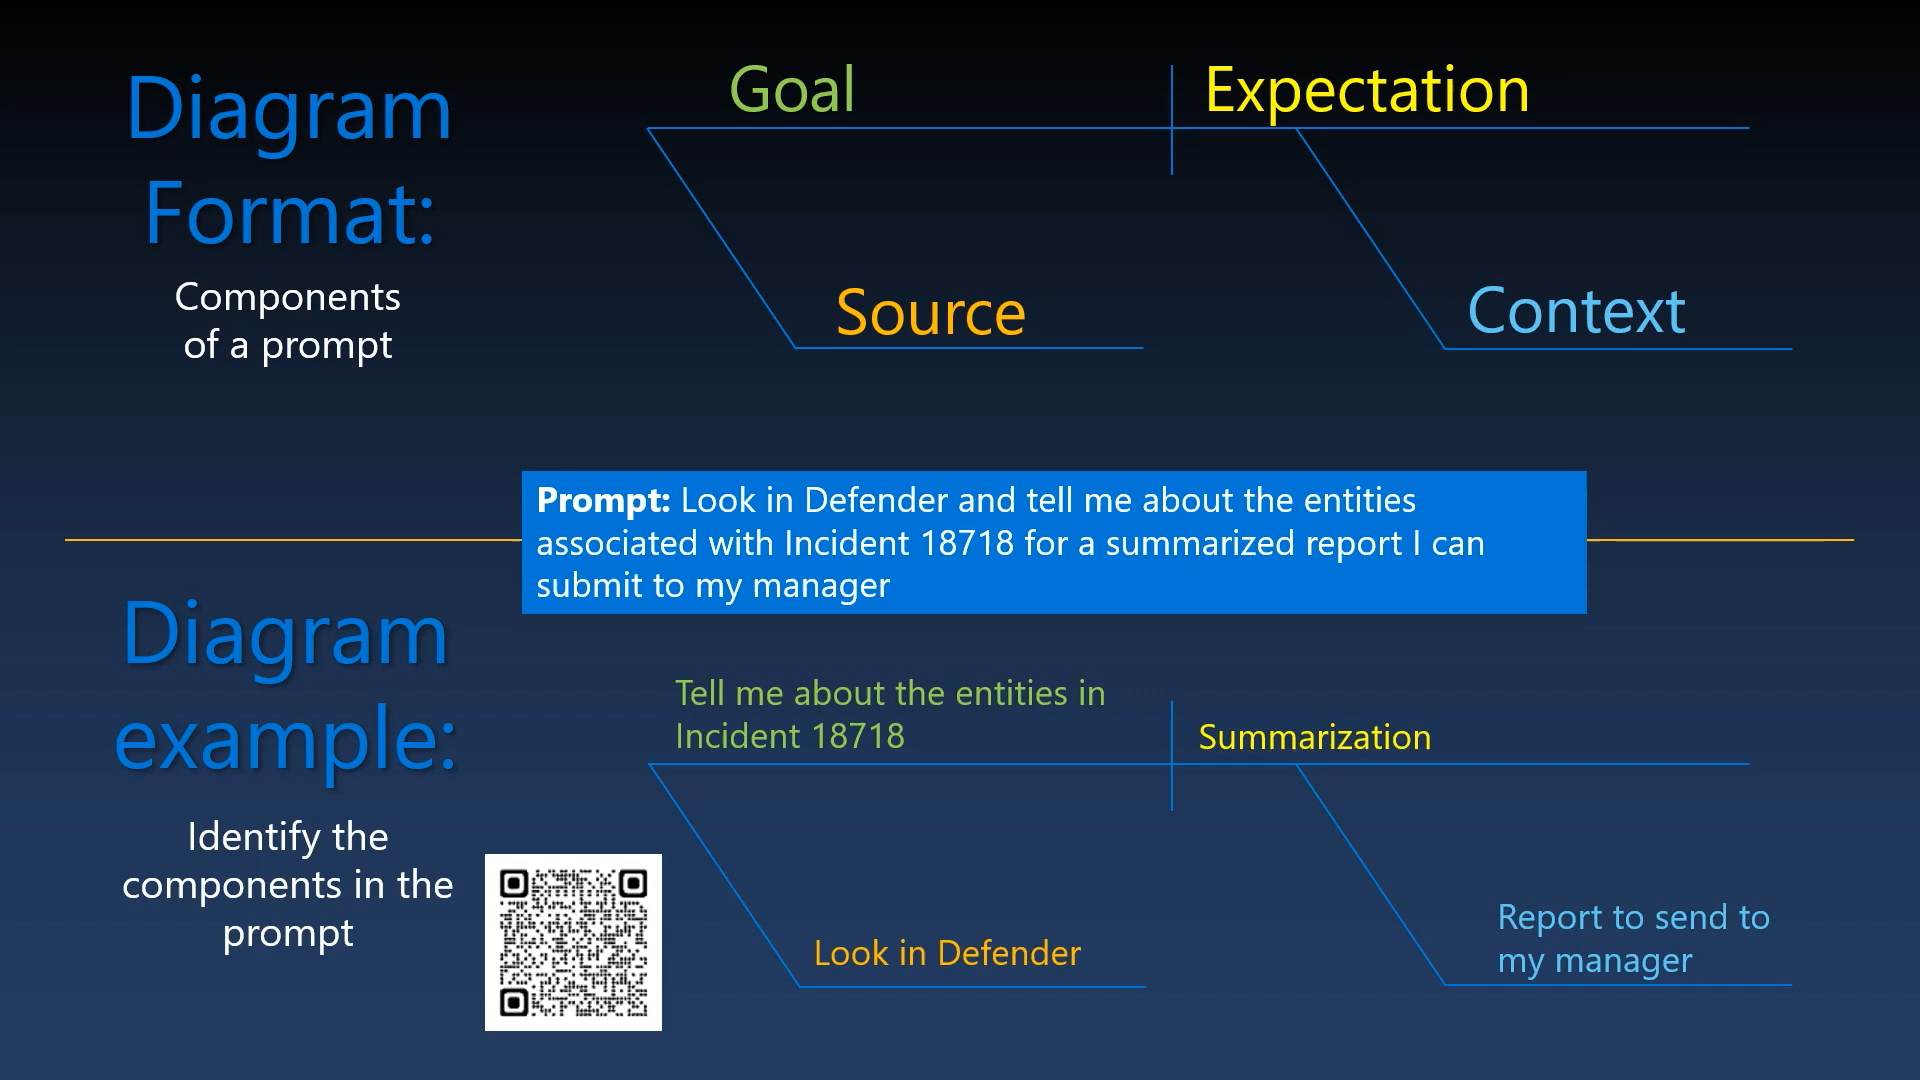 Diagram
Format:
Components
of a prompt
Goal
Expectation
Source
Context
Prompt: Look in Defender and tell me about the entities
associated with Incident 18718 for a summarized report I can
submit to my manager
Diagram
example:
Identify the
components in the
prompt
Tell me about the entities in
Incident 18718
Summarization
Look in Defender
Report to send to
my manager